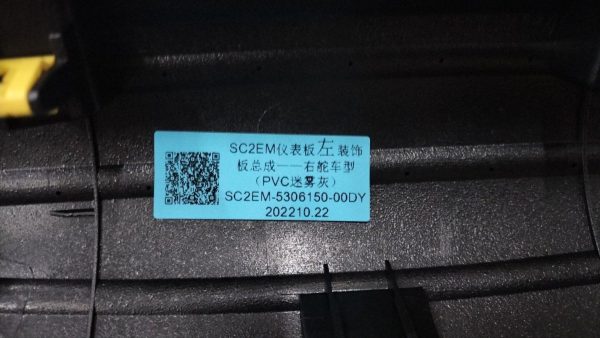 SC2EM仪表板左装饰
板总成——右舵车型
（PVC迷雾灰）
SC2EM-5306150-00DY
202210.22